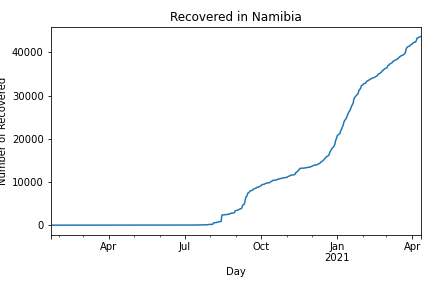 Recovered in Namibia
Number of Recovered
40000
30000
20000
10000
0
Apr
Jul
Oct
Jan
2021
Apr
Day